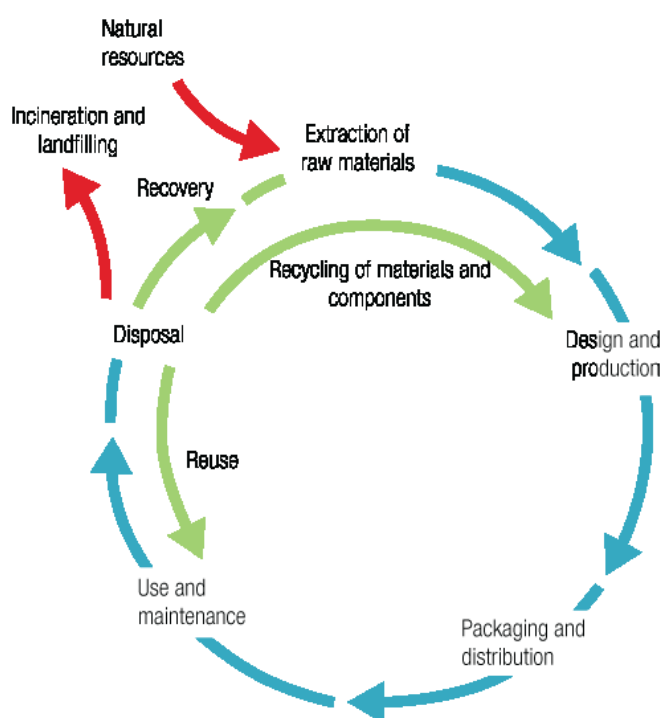 Natural
resources
Incineration and
landfilling
Extraction of
raw materials
Recovery
Recycling of materials and
components
Disposal
Design and
production
Reuse
Use and
maintenance
Packaging and
distribution